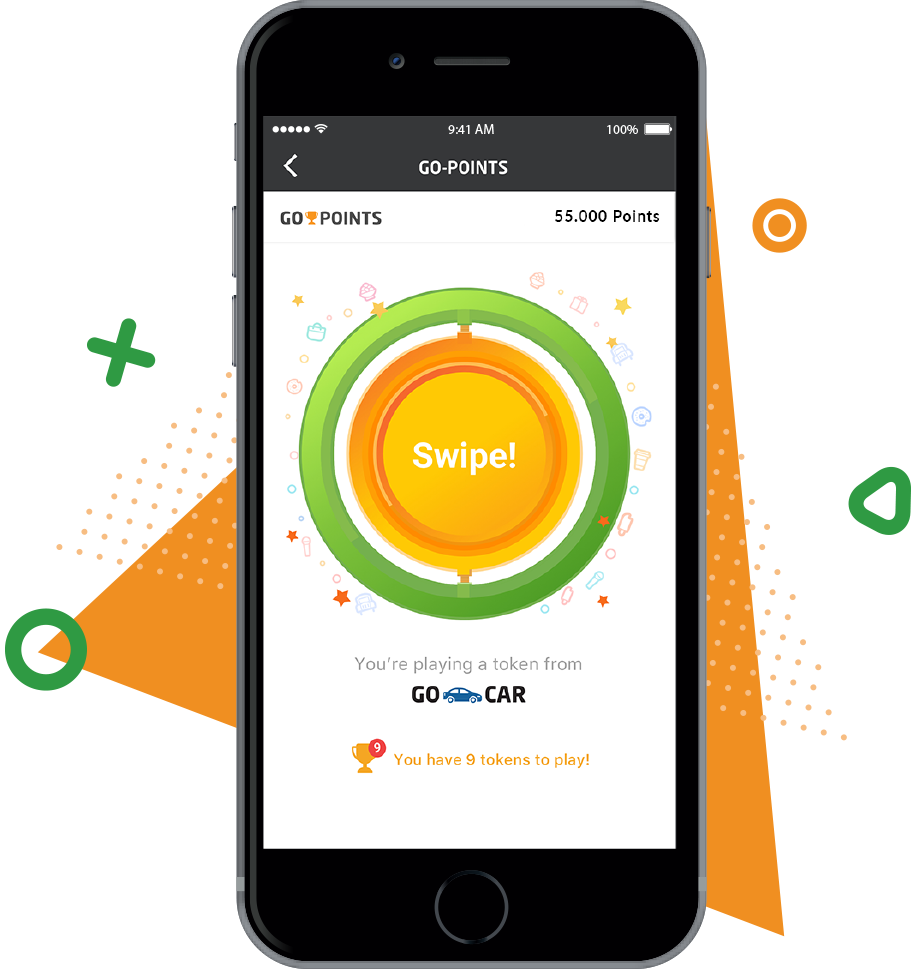 9:41 AM 100%
GO-POINTS
GO POINTS 55.000 Points
Swipe!
You're playing a token from
GO CAR
9 You have 9 tokens to play!